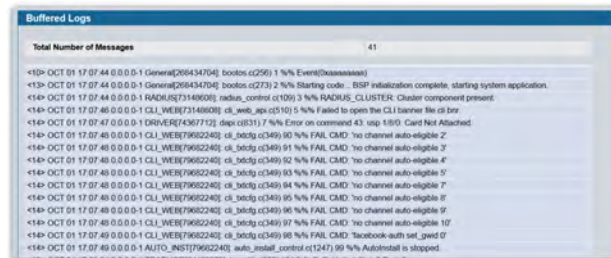 Buffered Logs
Total Number of Messages 41
<10> OCT 01 17:07:44 0.0.0.0-1 General[268434704]: bootos.c(256) 1 %% Event(0xaaaaaaaa)
<13> OCT 01 17:07:44 0.0.0.0-1 General[268434704]: bootos.c(273) 2 %% Starting code... BSP initialization complete, starting system application.
<14> OCT 01 17:07:44 0.0.0.0-1 RADIUS[73148608]: radius_control.c(109) 3 %% RADIUS_CLUSTER: Cluster component present.
<14> OCT 01 17:07:46 0.0.0.0-1 CLI_WEB[73148608]: cli_web_api.c(510) 5 %% Failed to open the CLI banner file cli.bnr.
<14> OCT 01 17:07:47 0.0.0.0-1 DRIVER[74367712]: dapi.c(831) 7 %% Error on command 43: usp 1/8/0: Card Not Attached.
<14> OCT 01 17:07:48 0.0.0.0-1 CLI_WEB[79682240]: cli_txtcfg.c(349) 90 %% FAIL CMD: 'no channel auto-eligible 2'
<14> OCT 01 17:07:48 0.0.0.0-1 CLI_WEB[79682240]: cli_txtcfg.c(349) 91 %% FAIL CMD: 'no channel auto-eligible 3'
<14> OCT 01 17:07:48 0.0.0.0-1 CLI_WEB[79682240]: cli_txtcfg.c(349) 92 %% FAIL CMD: 'no channel auto-eligible 4'
<14> OCT 01 17:07:48 0.0.0.0-1 CLI_WEB[79682240]: cli_txtcfg.c(349) 93 %% FAIL CMD: 'no channel auto-eligible 5'
<14> OCT 01 17:07:48 0.0.0.0-1 CLI_WEB[79682240]: cli_txtcfg.c(349) 94 %% FAIL CMD: 'no channel auto-eligible 7'
<14> OCT 01 17:07:48 0.0.0.0-1 CLI_WEB[79682240]: cli_txtcfg.c(349) 95 %% FAIL CMD: 'no channel auto-eligible 8'
<14> OCT 01 17:07:48 0.0.0.0-1 CLI_WEB[79682240]: cli_txtcfg.c(349) 96 %% FAIL CMD: 'no channel auto-eligible 9'
<14> OCT 01 17:07:48 0.0.0.0-1 CLI_WEB[79682240]: cli_txtcfg.c(349) 97 %% FAIL CMD: 'no channel auto-eligible 10'
<14> OCT 01 17:07:49 0.0.0.0-1 CLI_WEB[79682240]: cli_txtcfg.c(349) 98 %% FAIL CMD: 'facebook-auth set_gwd 0'
<14> OCT 01 17:07:49 0.0.0.0-1 AUTO_INST[79682240]: auto_install_control.c(1247) 99 %% AutoInstall is stopped.